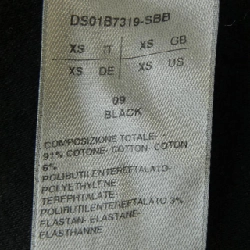 DS01B7319-SBB
XS IT XS GB
XS DE XS US
09
BLACK
COMPOSIZIONE TOTALE: -
91% COTONE- COTTON- COTON
6%
POLIBUTILENTEREFTALATO-
POLYETHYLENE
TEREPHTALATE
POLIBUTILENTEREFTALATO 3%
ELASTAN- ELASTANE-
ELASTHANNE